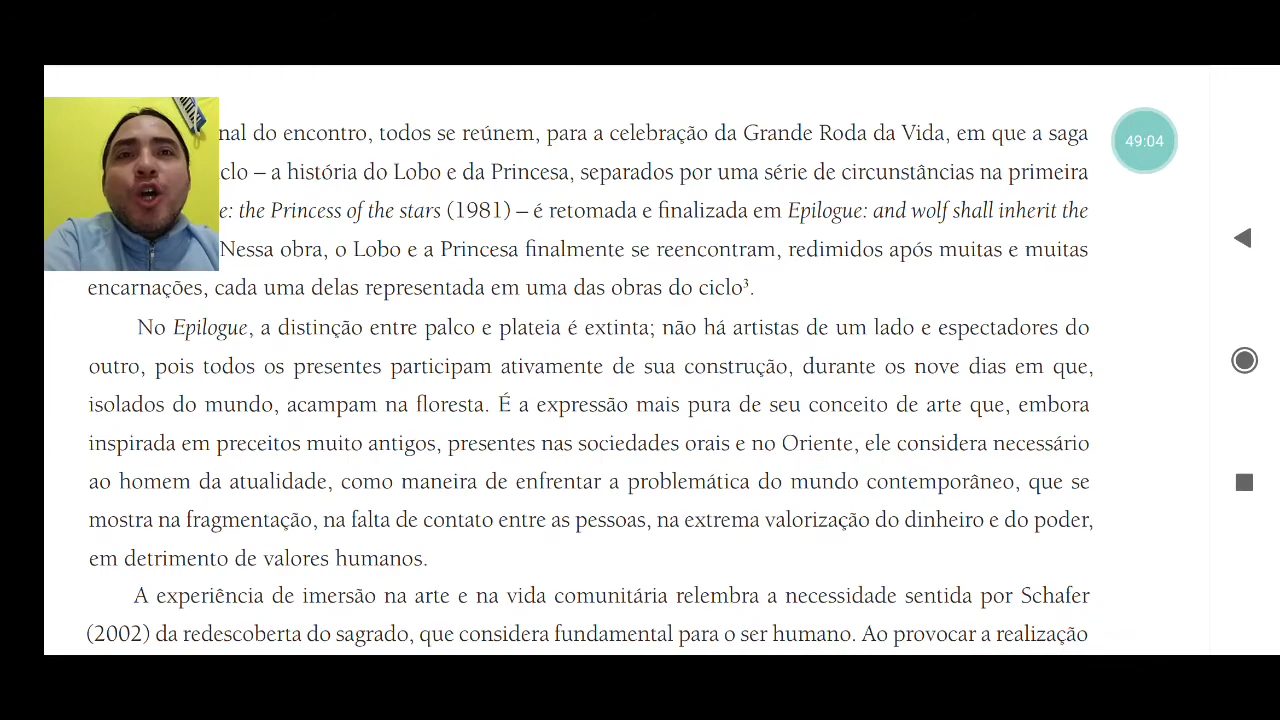 nal do encontro, todos se reúnem, para a celebração da Grande Roda da Vida, em que a saga
clo – a história do Lobo e da Princesa, separados por uma série de circunstâncias na primeira
e: the Princess of the stars (1981) – é retomada e finalizada em Epilogue: and wolf shall inherit the
Nessa obra, o Lobo e a Princesa finalmente se reencontram, redimidos após muitas e muitas
encarnações, cada uma delas representada em uma das obras do ciclo³.
No Epilogue, a distinção entre palco e plateia é extinta; não há artistas de um lado e espectadores do
outro, pois todos os presentes participam ativamente de sua construção, durante os nove dias em que,
isolados do mundo, acampam na floresta. É a expressão mais pura de seu conceito de arte que, embora
inspirada em preceitos muito antigos, presentes nas sociedades orais e no Oriente, ele considera necessário
ao homem da atualidade, como maneira de enfrentar a problemática do mundo contemporâneo, que se
mostra na fragmentação, na falta de contato entre as pessoas, na extrema valorização do dinheiro e do poder,
em detrimento de valores humanos.
A experiência de imersão na arte e na vida comunitária relembra a necessidade sentida por Schafer
(2002) da redescoberta do sagrado, que considera fundamental para o ser humano. Ao provocar a realização
49:04